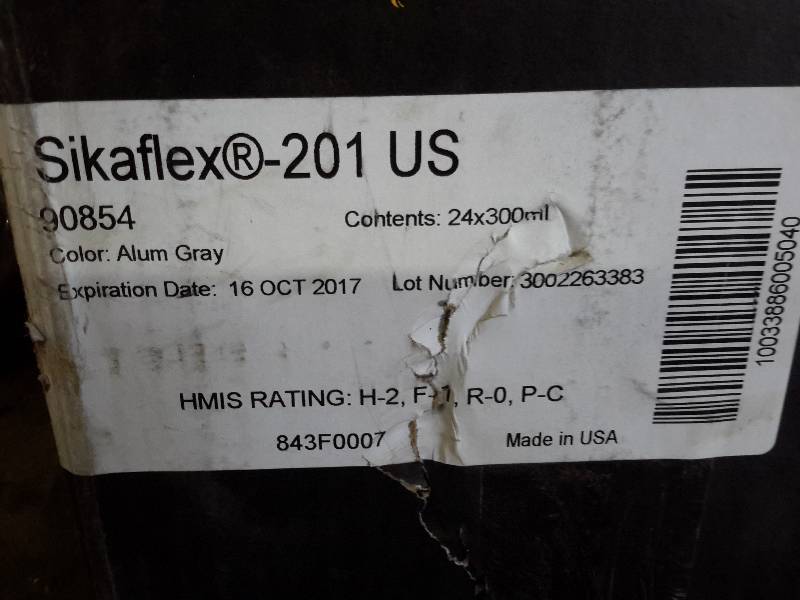 Sikaflex®-201 US
90854
Contents: 24x300ml
Color: Alum Gray
Expiration Date: 16 OCT 2017
Lot Number: 3002263383
HMIS RATING: H-2, F-1, R-0, P-C
843F0007
Made in USA
10033886005040